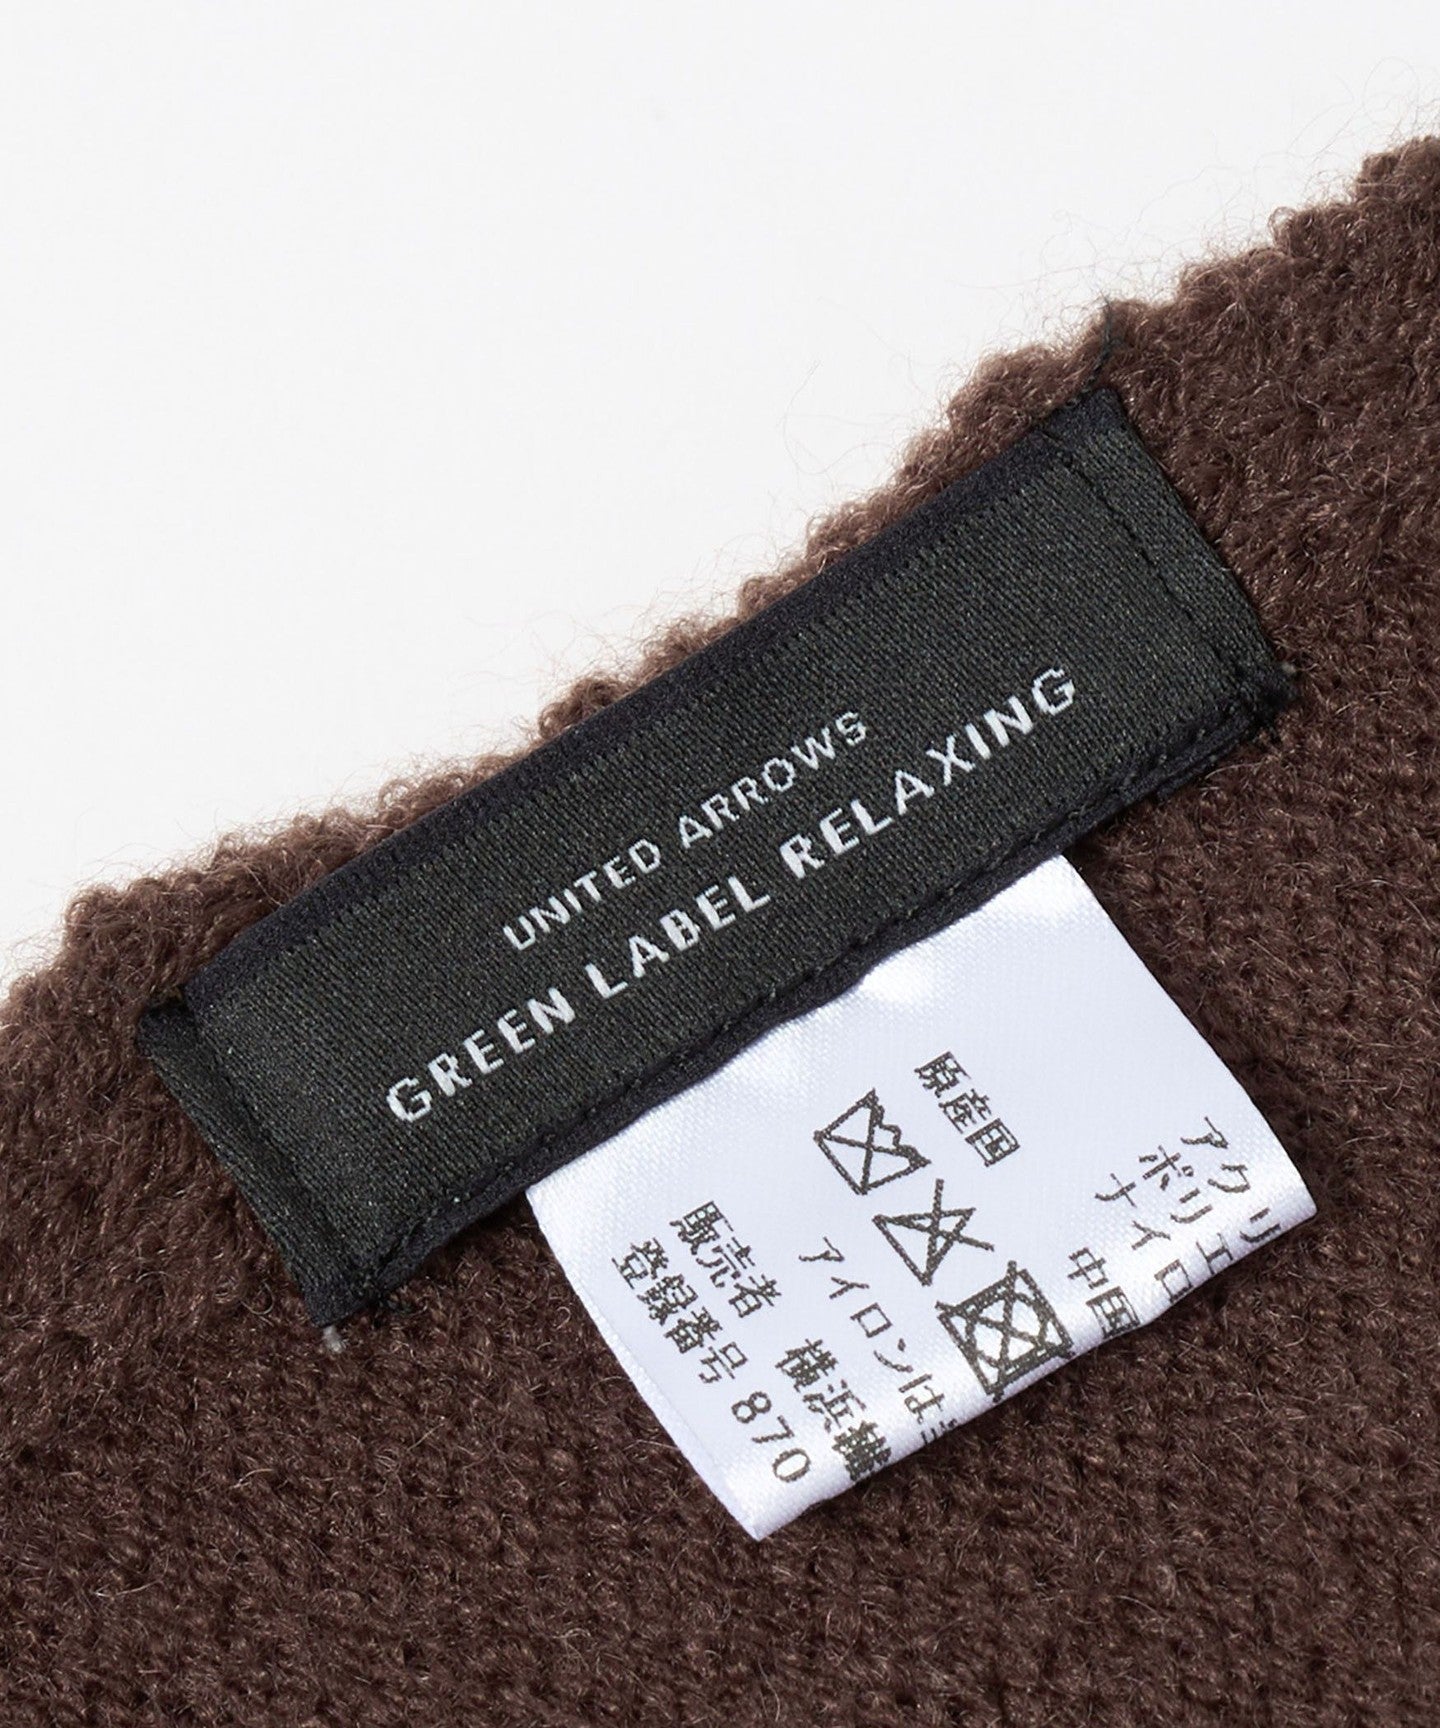 UNITED ARROWS
GREEN LABEL RELAXING
アクリ
ポリエ
ナイロ
原産国 中国
アイロンは
販売者 横浜
登録番号 870